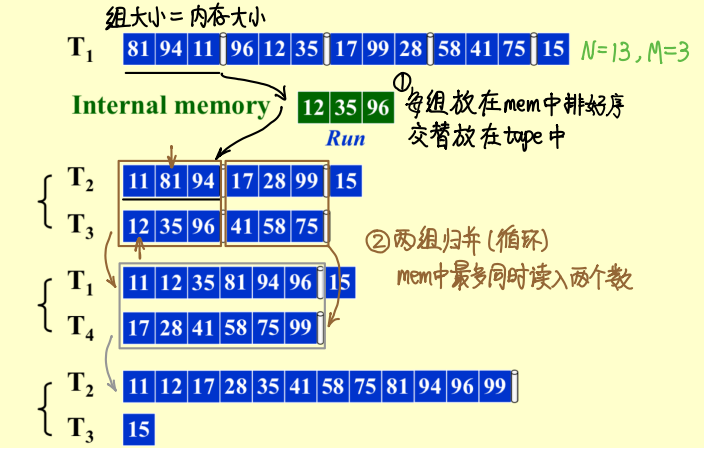 组大小 = 内存大小
T1 81 94 11 96 12 35 17 99 28 58 41 75 15 N=13, M=3
Internal memory 12 35 96 ① 每组放在mem中排好序
Run 交替放在tape中
T2 11 81 94 17 28 99 15
T3 12 35 96 41 58 75
② 两组归并(循环)
mem中最多同时读入两个数
T1 11 12 35 81 94 96 15
T4 17 28 41 58 75 99
T2 11 12 17 28 35 41 58 75 81 94 96 99
T3 15